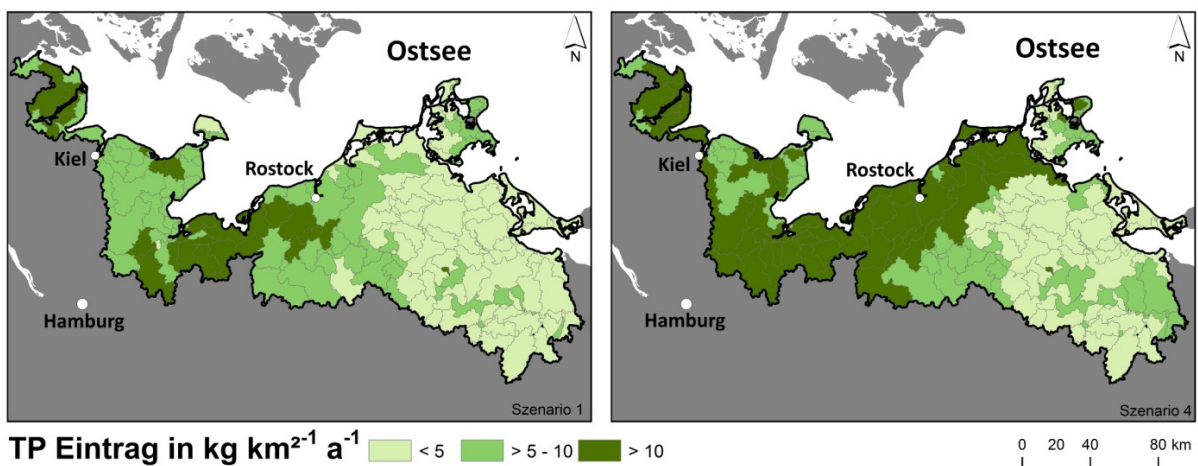 Ostsee
N
Kiel
Rostock
Hamburg
Szenario 1
Ostsee
N
Kiel
Rostock
Hamburg
Szenario 4
TP Eintrag in kg km²⁻¹ a⁻¹ < 5 > 5 - 10 > 10
0 20 40 80 km